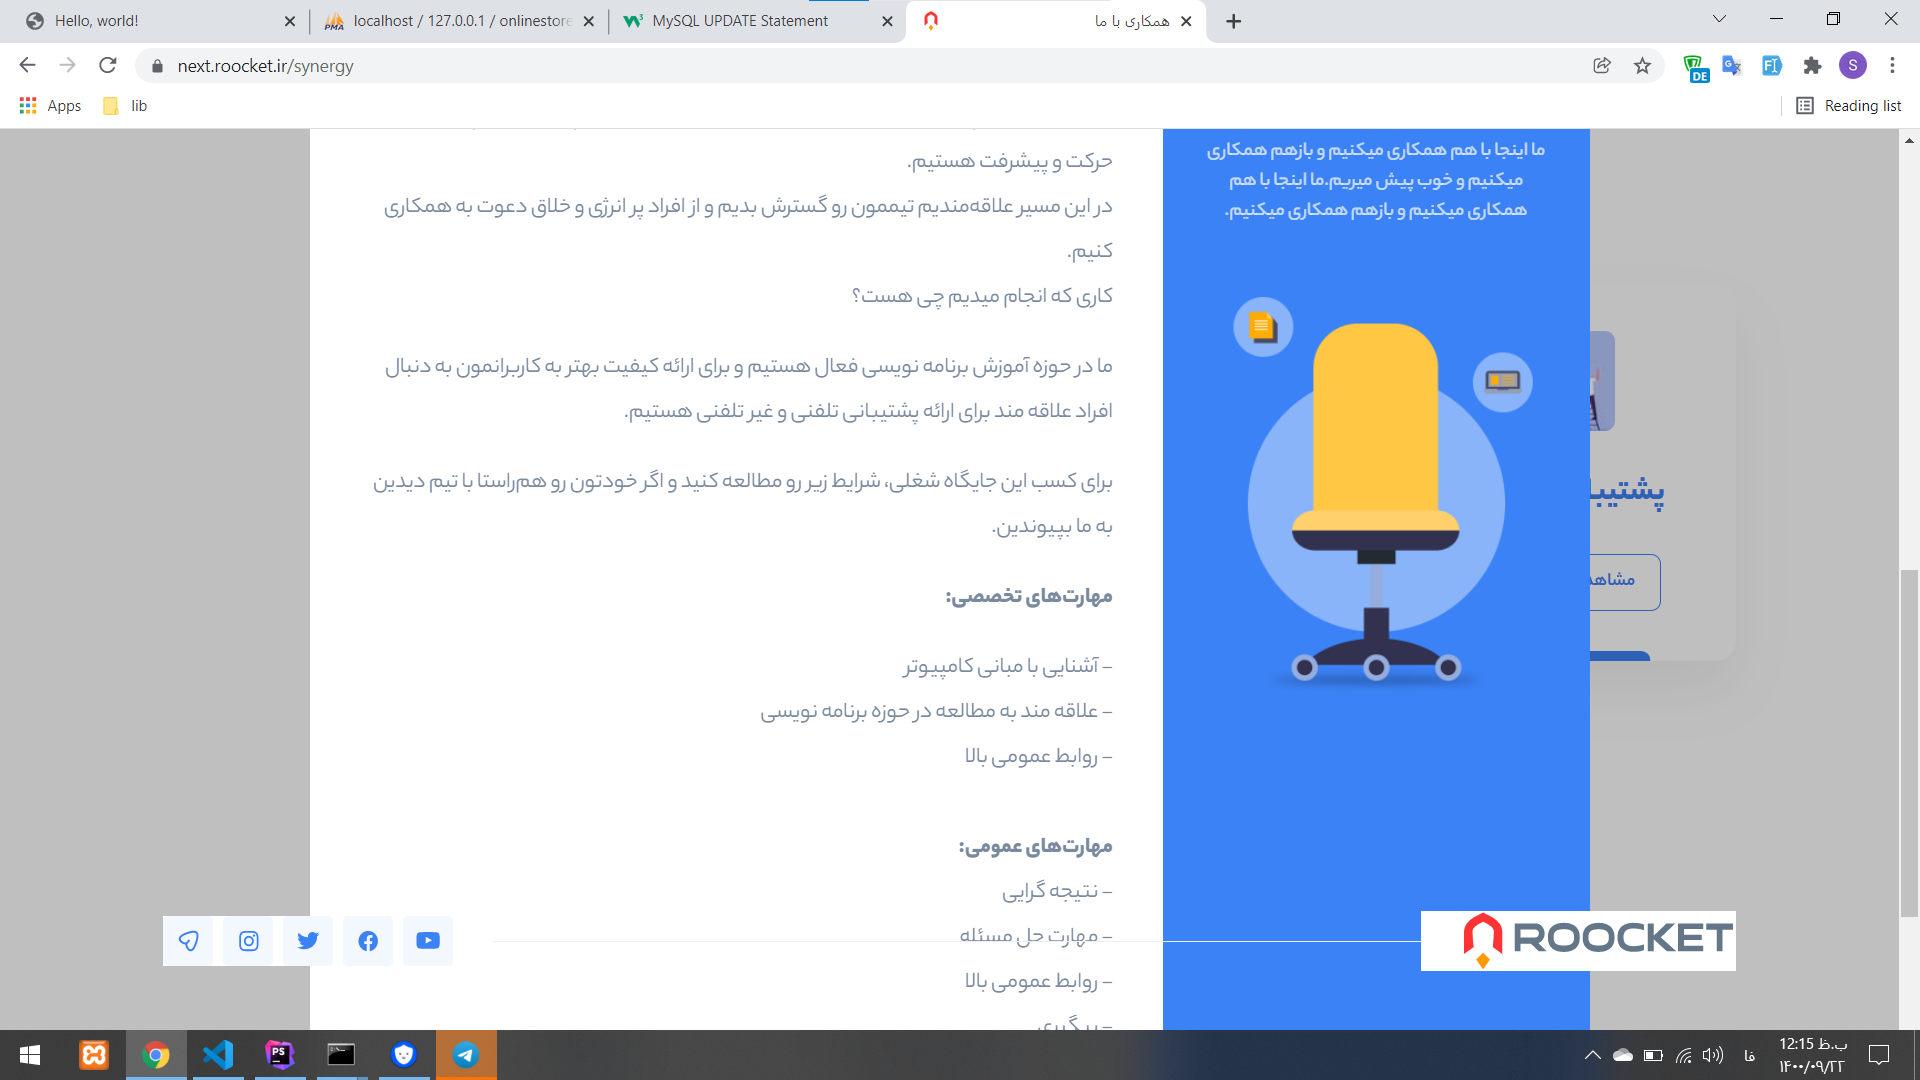 Hello, world!
localhost / 127.0.0.1 / onlinestore
MySQL UPDATE Statement
همکاری با ما
next.roocket.ir/synergy
DE
S
Apps
lib
Reading list
حرکت و پیشرفت هستیم.
در این مسیر علاقه‌مندیم تیممون رو گسترش بدیم و از افراد پر انرژی و خلاق دعوت به همکاری
کنیم.
کاری که انجام میدیم چی هست؟
ما در حوزه آموزش برنامه نویسی فعال هستیم و برای ارائه کیفیت بهتر به کاربرانمون به دنبال
افراد علاقه مند برای ارائه پشتیبانی تلفنی و غیر تلفنی هستیم.
برای کسب این جایگاه شغلی، شرایط زیر رو مطالعه کنید و اگر خودتون رو هم‌راستا با تیم دیدین
به ما بپیوندین.
مهارت‌های تخصصی:
– آشنایی با مبانی کامپیوتر
– علاقه مند به مطالعه در حوزه برنامه نویسی
– روابط عمومی بالا
مهارت‌های عمومی:
– نتیجه گرایی
– مهارت حل مسئله
– روابط عمومی بالا
ما اینجا با هم همکاری میکنیم و بازهم همکاری
میکنیم و خوب پیش میریم.ما اینجا با هم
همکاری میکنیم و بازهم همکاری میکنیم.
پشتیبا
مشاهد
ROOCKET
PS
فا
12:15 ب.ظ
۱۴۰۰/۰۹/۲۲